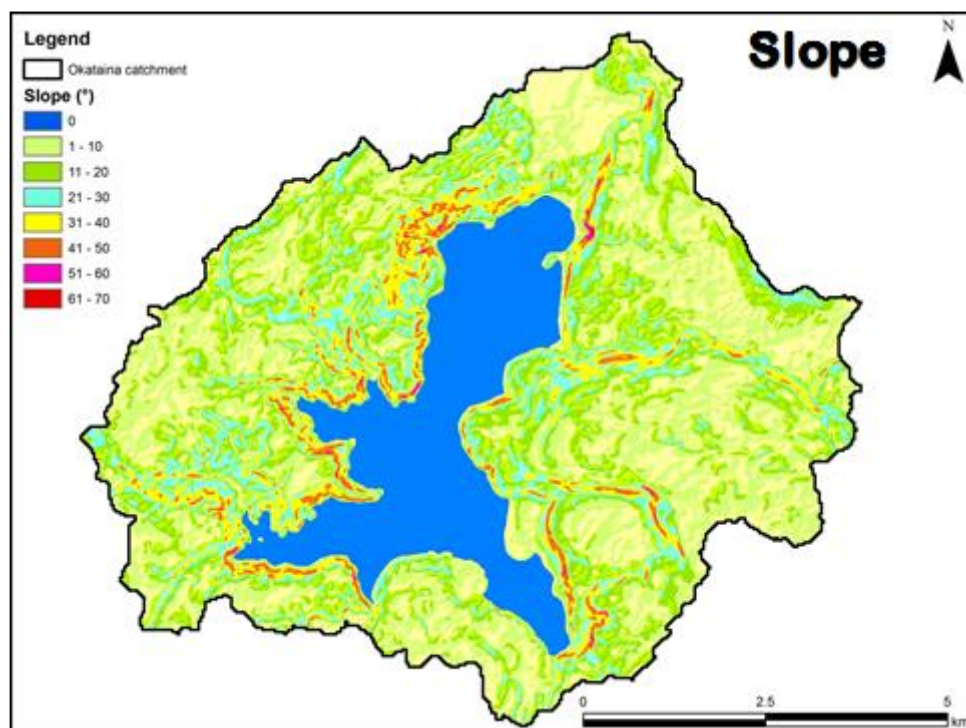 Legend
Okataina catchment
Slope (°)
0
1 - 10
11 - 20
21 - 30
31 - 40
41 - 50
51 - 60
61 - 70
Slope
N
0 2.5 5
km